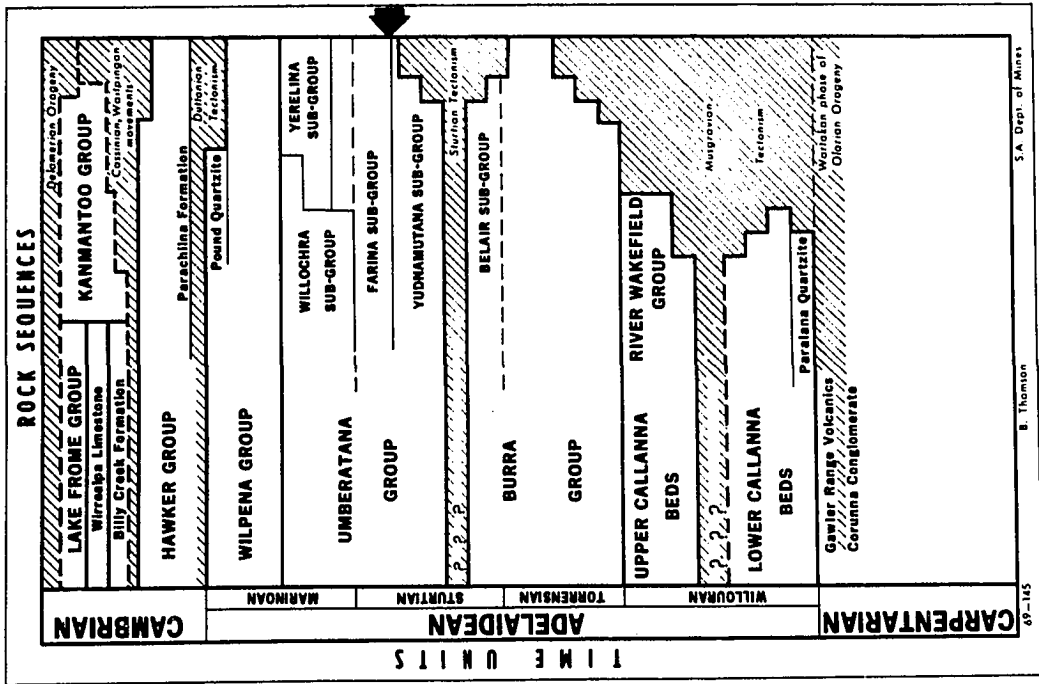 ROCK SEQUENCES
Delamerian Orogeny
LAKE FROME GROUP
Wirrealpa Limestone
Billy Creek Formation
KANMANTOO GROUP
Cassinian, Waitpingan
movements
HAWKER GROUP
Parachilna Formation
Duttonian
Tectonism
Pound Quartzite
WILPENA GROUP
YERELINA
SUB-GROUP
WILLOCHRA
SUB-GROUP
UMBERATANA
GROUP
FARINA SUB-GROUP
YUDNAMUTANA SUB-GROUP
Sturtian Tectonism
? ? ? ?
BELAIR SUB-GROUP
BURRA
GROUP
RIVER WAKEFIELD
GROUP
UPPER CALLANNA
BEDS
Musgravian
Tectonism
? ? ?
LOWER CALLANNA
BEDS
Paralana Quartzite
Wartakan phase of
Olarian Orogeny
Gawler Range Volcanics
Corunna Conglomerate
CAMBRIAN
ADELAIDEAN
CARPENTARIAN
MARINOAN
STURTIAN
TORRENSIAN
WILLOURAN
TIME UNITS
69-145
B. Thomson
S.A. Dept. of Mines